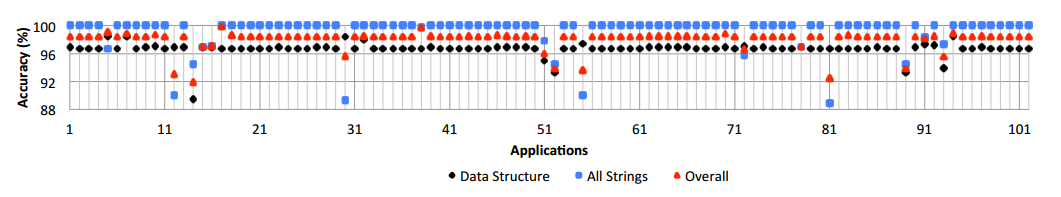 Accuracy (%)
100
96
92
88
1 11 21 31 41 51 61 71 81 91 101
Applications
Data Structure All Strings Overall